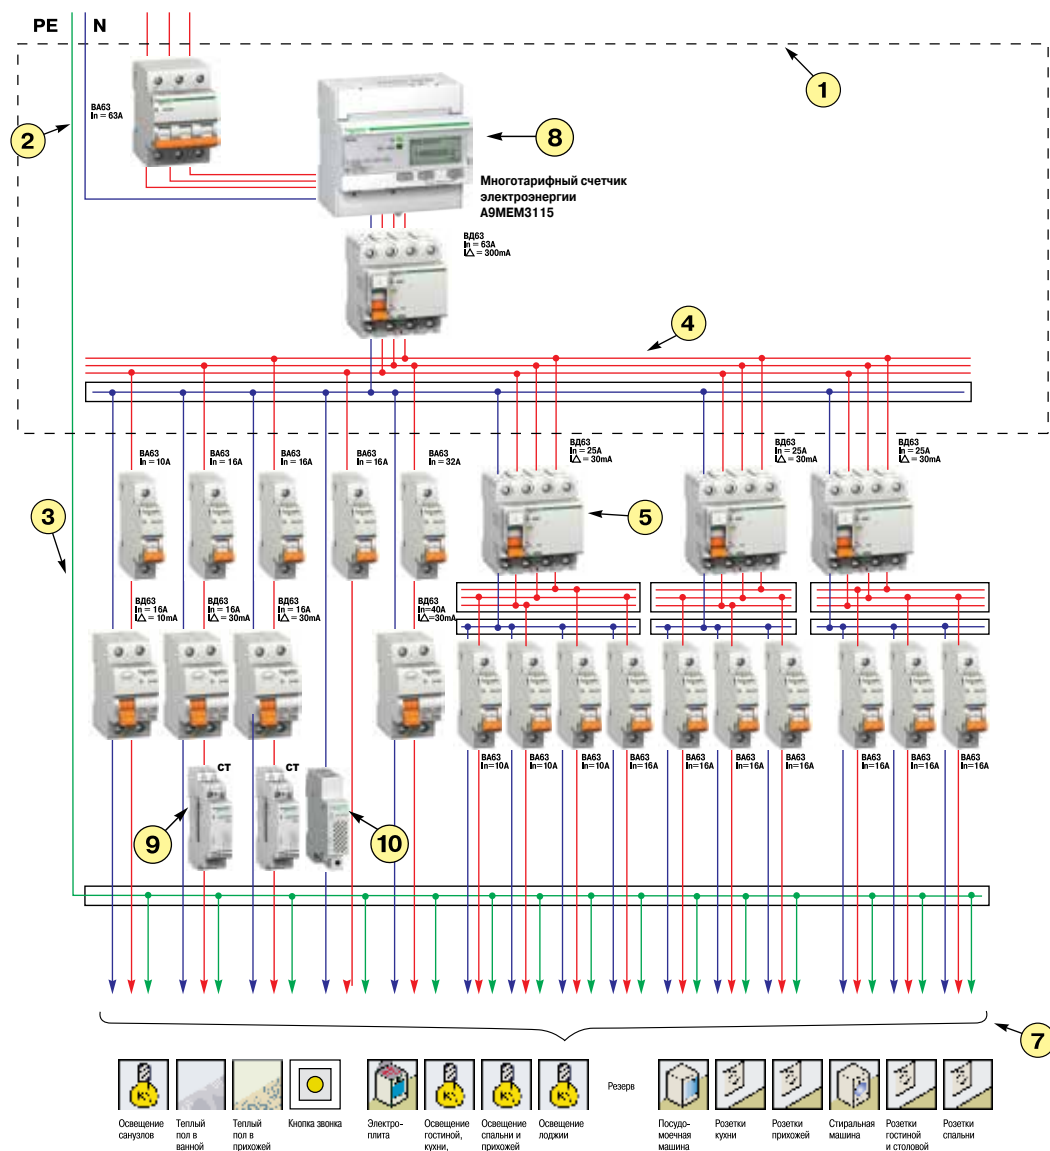 PE N
1
ВА63
In = 63A
2
8
Многотарифный счетчик
электроэнергии
A9MEM3115
ВД63
In = 63A
I△ = 300mA
4
ВА63
In = 10A
ВА63
In = 16A
ВА63
In = 16A
ВА63
In = 16A
ВА63
In = 32A
ВД63
In = 25A
I△ = 30mA
ВД63
In = 25A
I△ = 30mA
ВД63
In = 25A
I△ = 30mA
3
5
ВД63
In = 16A
I△ = 10mA
ВД63
In = 16A
I△ = 30mA
ВД63
In = 16A
I△ = 30mA
ВД63
In=40A
I△=30mA
CT
CT
ВА63
In=10A
ВА63
In=10A
ВА63
In=10A
ВА63
In=16A
ВА63
In=16A
ВА63
In=16A
ВА63
In=16A
ВА63
In=16A
ВА63
In=16A
ВА63
In=16A
9
10
7
Освещение
санузлов
Теплый
пол в
ванной
Теплый
пол в
прихожей
Кнопка звонка
Электро-
плита
Освещение
гостиной,
кухни,
Освещение
спальни и
прихожей
Освещение
лоджии
Резерв
Посудо-
моечная
машина
Розетки
кухни
Розетки
прихожей
Стиральная
машина
Розетки
гостиной
и столовой
Розетки
спальни